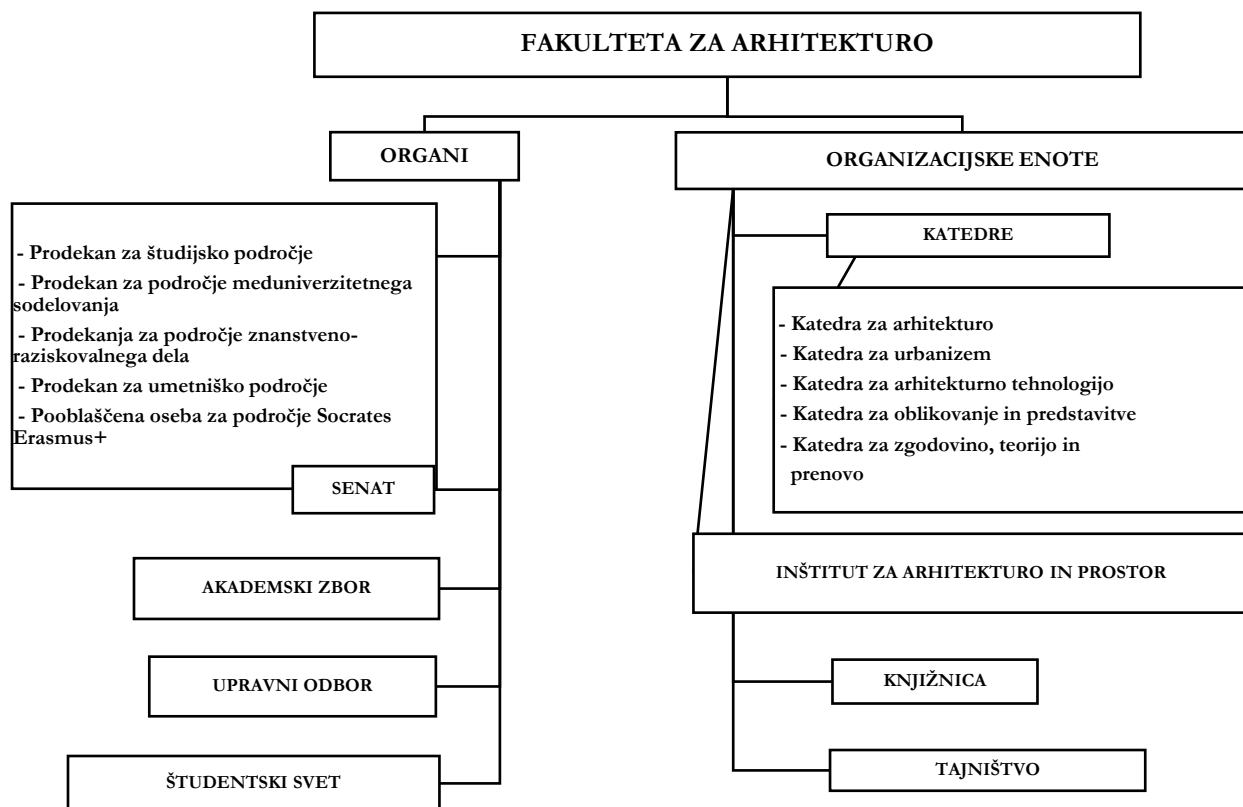 FAKULTETA ZA ARHITEKTURO
ORGANI
- Prodekan za študijsko področje
- Prodekan za področje meduniverzitetnega
sodelovanja
- Prodekanja za področje znanstveno-
raziskovalnega dela
- Prodekan za umetniško področje
- Pooblaščena oseba za področje Socrates
Erasmus+
SENAT
AKADEMSKI ZBOR
UPRAVNI ODBOR
ŠTUDENTSKI SVET
ORGANIZACIJSKE ENOTE
KATEDRE
- Katedra za arhitekturo
- Katedra za urbanizem
- Katedra za arhitekturno tehnologijo
- Katedra za oblikovanje in predstavitve
- Katedra za zgodovino, teorijo in
prenovo
INŠTITUT ZA ARHITEKTURO IN PROSTOR
KNJIŽNICA
TAJNIŠTVO